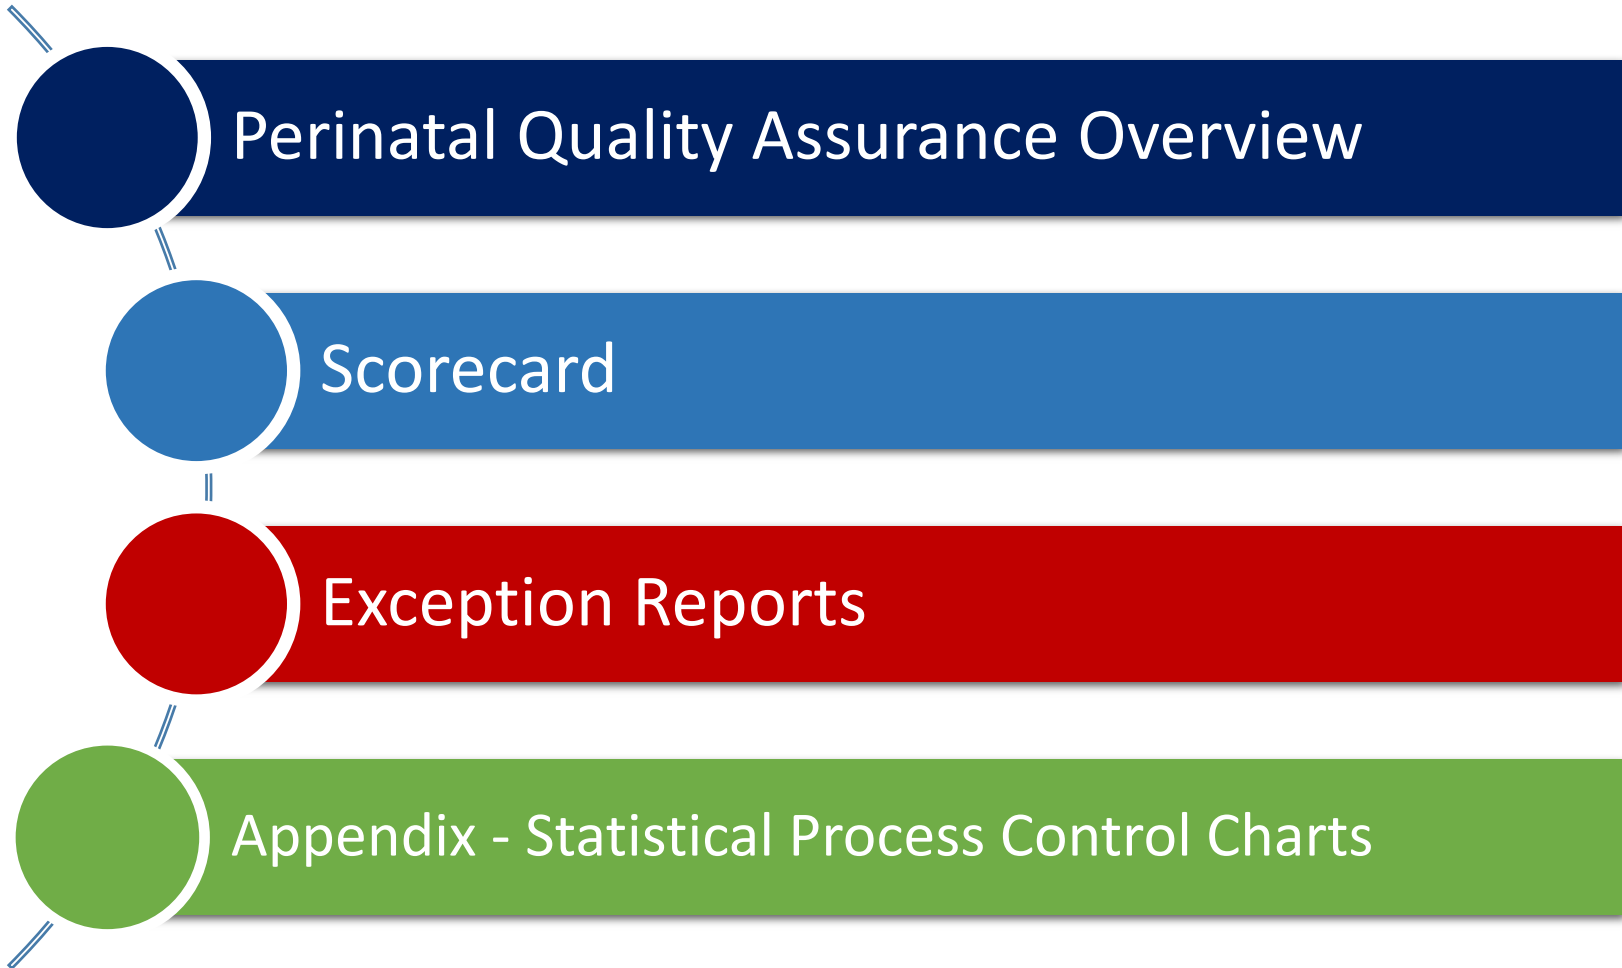 Perinatal Quality Assurance Overview
Scorecard
Exception Reports
Appendix - Statistical Process Control Charts